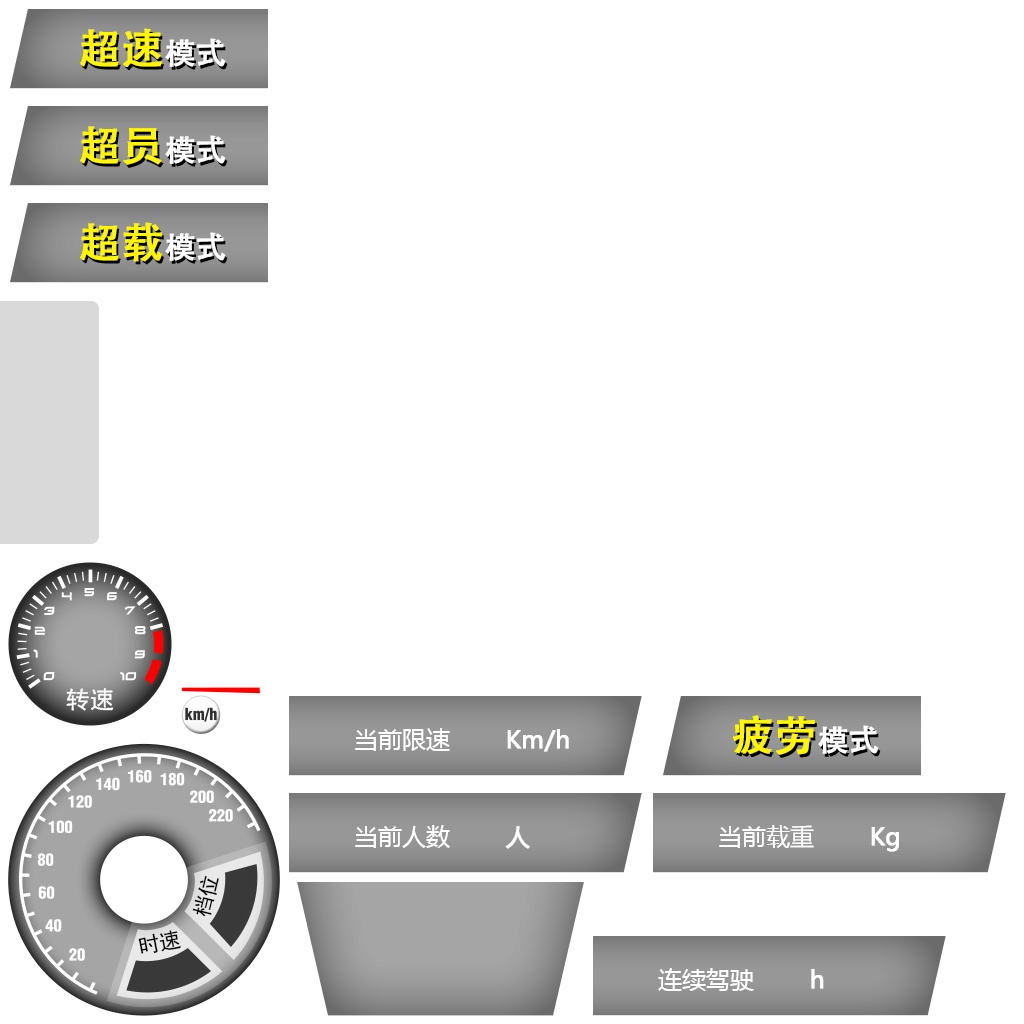 超速模式
超员模式
超载模式
0 1 2 3 4 5 6 7 8 9 10
转速
km/h
当前限速 Km/h
疲劳模式
当前人数 人
当前载重 Kg
20 40 60 80 100 120 140 160 180 200 220
档位
时速
连续驾驶 h